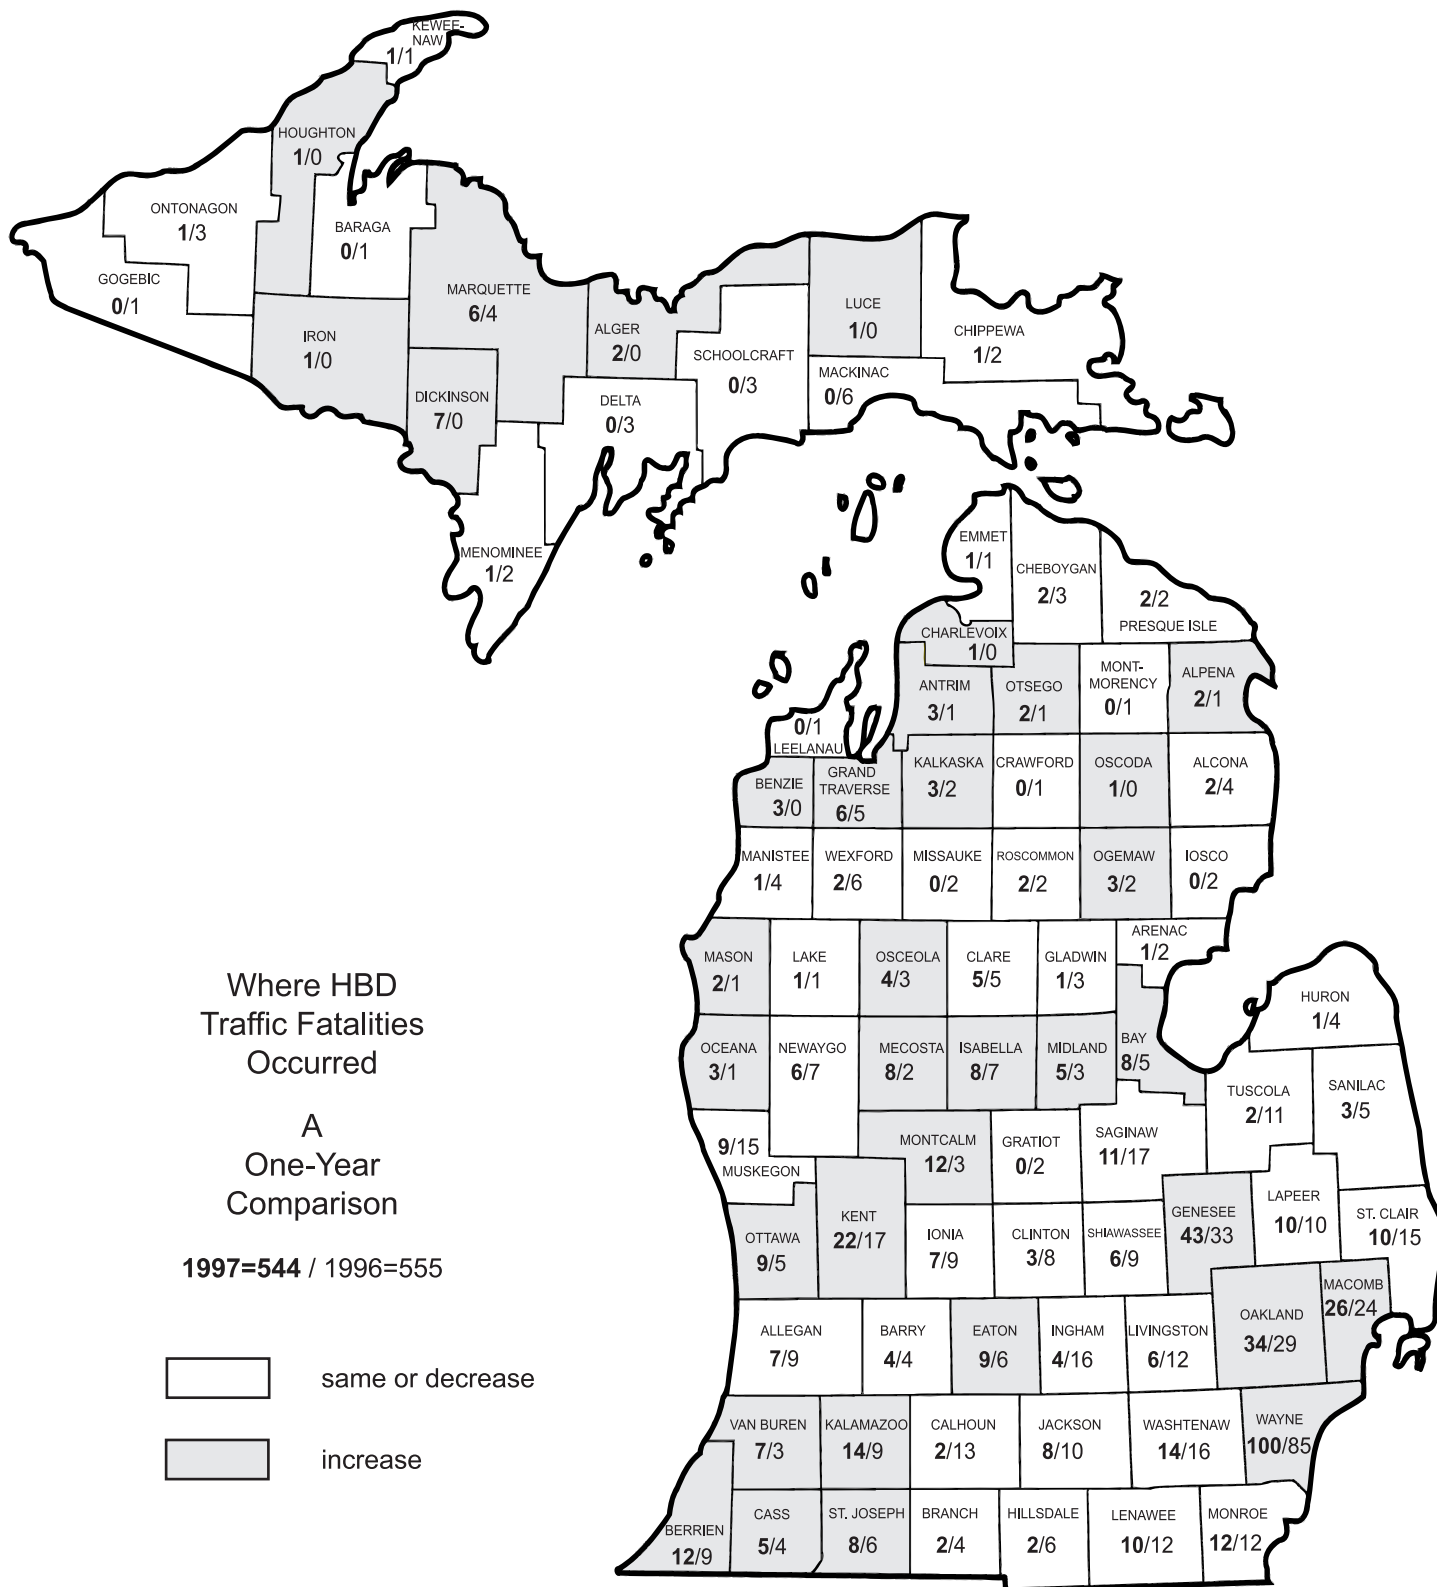 KEWEE-
NAW
1/1
HOUGHTON
1/0
ONTONAGON
1/3
BARAGA
0/1
GOGEBIC
0/1
MARQUETTE
6/4
IRON
1/0
ALGER
2/0
LUCE
1/0
CHIPPEWA
1/2
SCHOOLCRAFT
0/3
MACKINAC
0/6
DICKINSON
7/0
DELTA
0/3
MENOMINEE
1/2
EMMET
1/1
CHEBOYGAN
2/3
2/2
PRESQUE ISLE
CHARLEVOIX
1/0
ANTRIM
3/1
OTSEGO
2/1
MONT-
MORENCY
0/1
ALPENA
2/1
0/1
LEELANAU
BENZIE
3/0
GRAND
TRAVERSE
6/5
KALKASKA
3/2
CRAWFORD
0/1
OSCODA
1/0
ALCONA
2/4
MANISTEE
1/4
WEXFORD
2/6
MISSAUKE
0/2
ROSCOMMON
2/2
OGEMAW
3/2
IOSCO
0/2
ARENAC
1/2
MASON
2/1
LAKE
1/1
OSCEOLA
4/3
CLARE
5/5
GLADWIN
1/3
HURON
1/4
OCEANA
3/1
NEWAYGO
6/7
MECOSTA
8/2
ISABELLA
8/7
MIDLAND
5/3
BAY
8/5
TUSCOLA
2/11
SANILAC
3/5
9/15
MUSKEGON
MONTCALM
12/3
GRATIOT
0/2
SAGINAW
11/17
OTTAWA
9/5
KENT
22/17
IONIA
7/9
CLINTON
3/8
SHIAWASSEE
6/9
GENESEE
43/33
LAPEER
10/10
ST. CLAIR
10/15
ALLEGAN
7/9
BARRY
4/4
EATON
9/6
INGHAM
4/16
LIVINGSTON
6/12
OAKLAND
34/29
MACOMB
26/24
VAN BUREN
7/3
KALAMAZOO
14/9
CALHOUN
2/13
JACKSON
8/10
WASHTENAW
14/16
WAYNE
100/85
BERRIEN
12/9
CASS
5/4
ST. JOSEPH
8/6
BRANCH
2/4
HILLSDALE
2/6
LENAWEE
10/12
MONROE
12/12
Where HBD
Traffic Fatalities
Occurred
A
One-Year
Comparison
1997=544 / 1996=555
same or decrease
increase